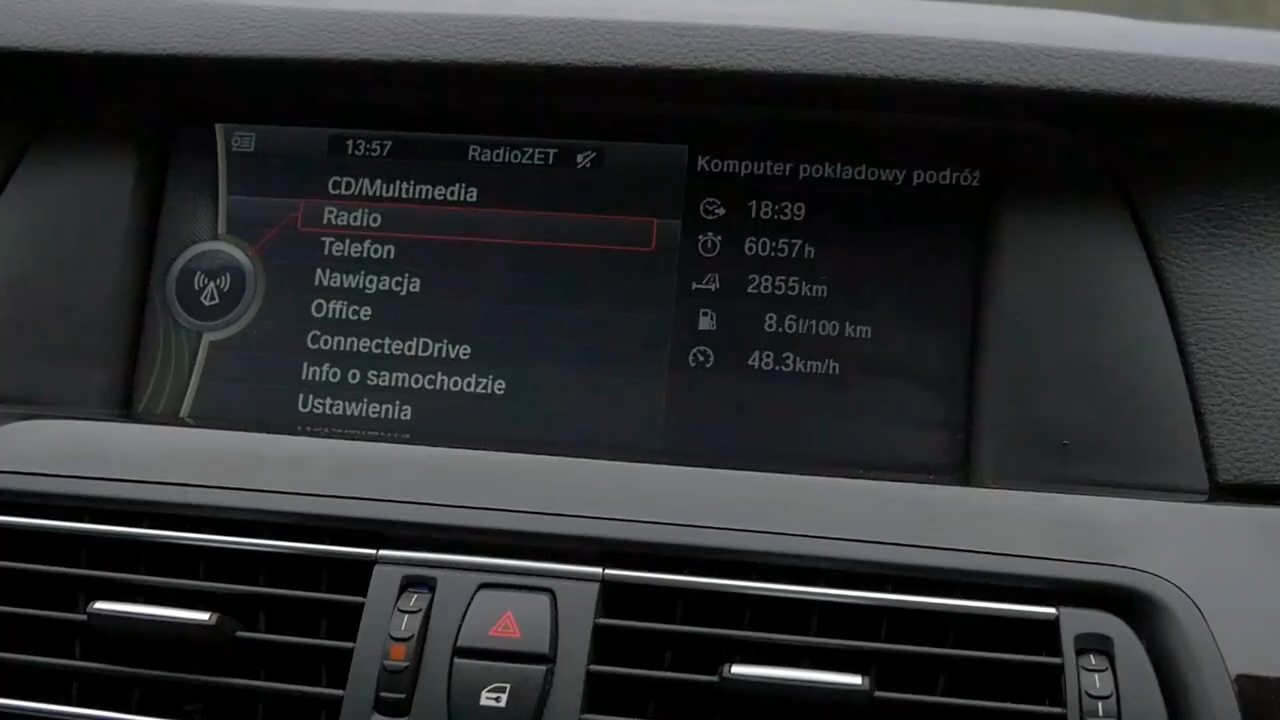 13:57 RadioZET
CD/Multimedia
Radio
Telefon
Nawigacja
Office
ConnectedDrive
Info o samochodzie
Ustawienia
Komputer pokładowy podróż
18:39
60:57h
2855km
8.6l/100 km
48.3km/h